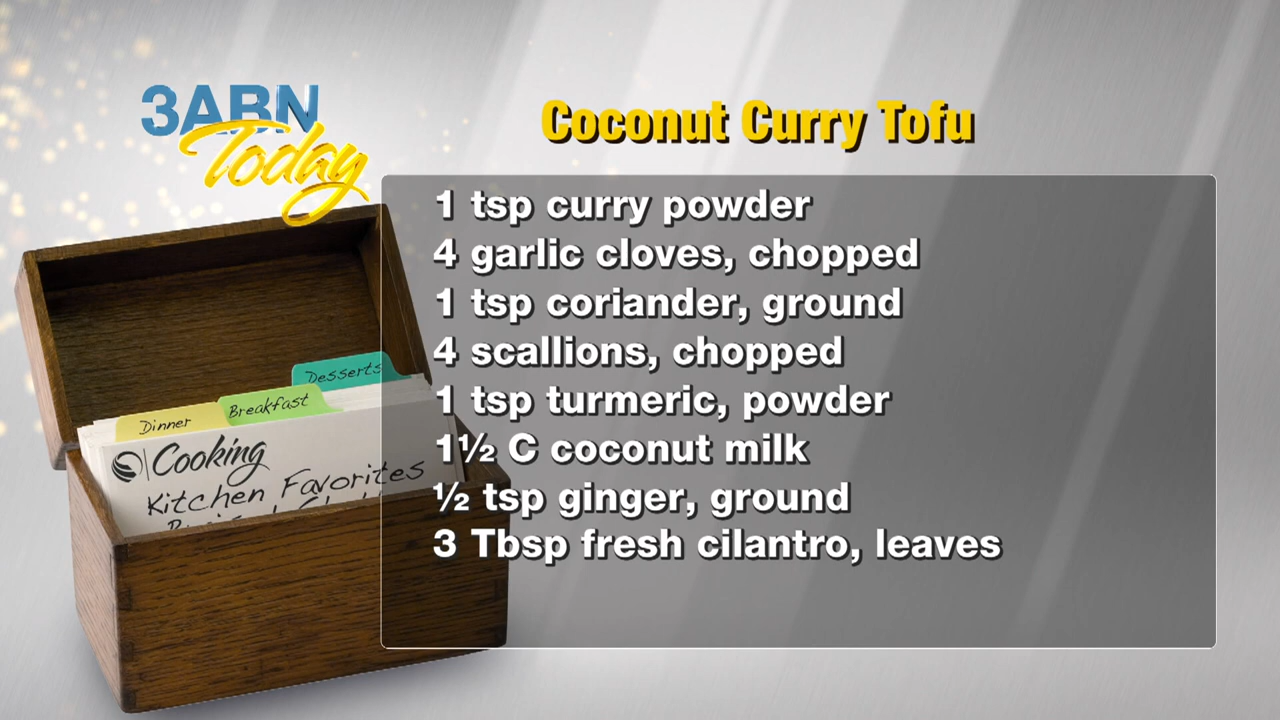 3ABN
Today
Coconut Curry Tofu
1 tsp curry powder
4 garlic cloves, chopped
1 tsp coriander, ground
4 scallions, chopped
1 tsp turmeric, powder
1½ C coconut milk
½ tsp ginger, ground
3 Tbsp fresh cilantro, leaves
Desserts
Breakfast
Dinner
Cooking
Kitchen Favorites